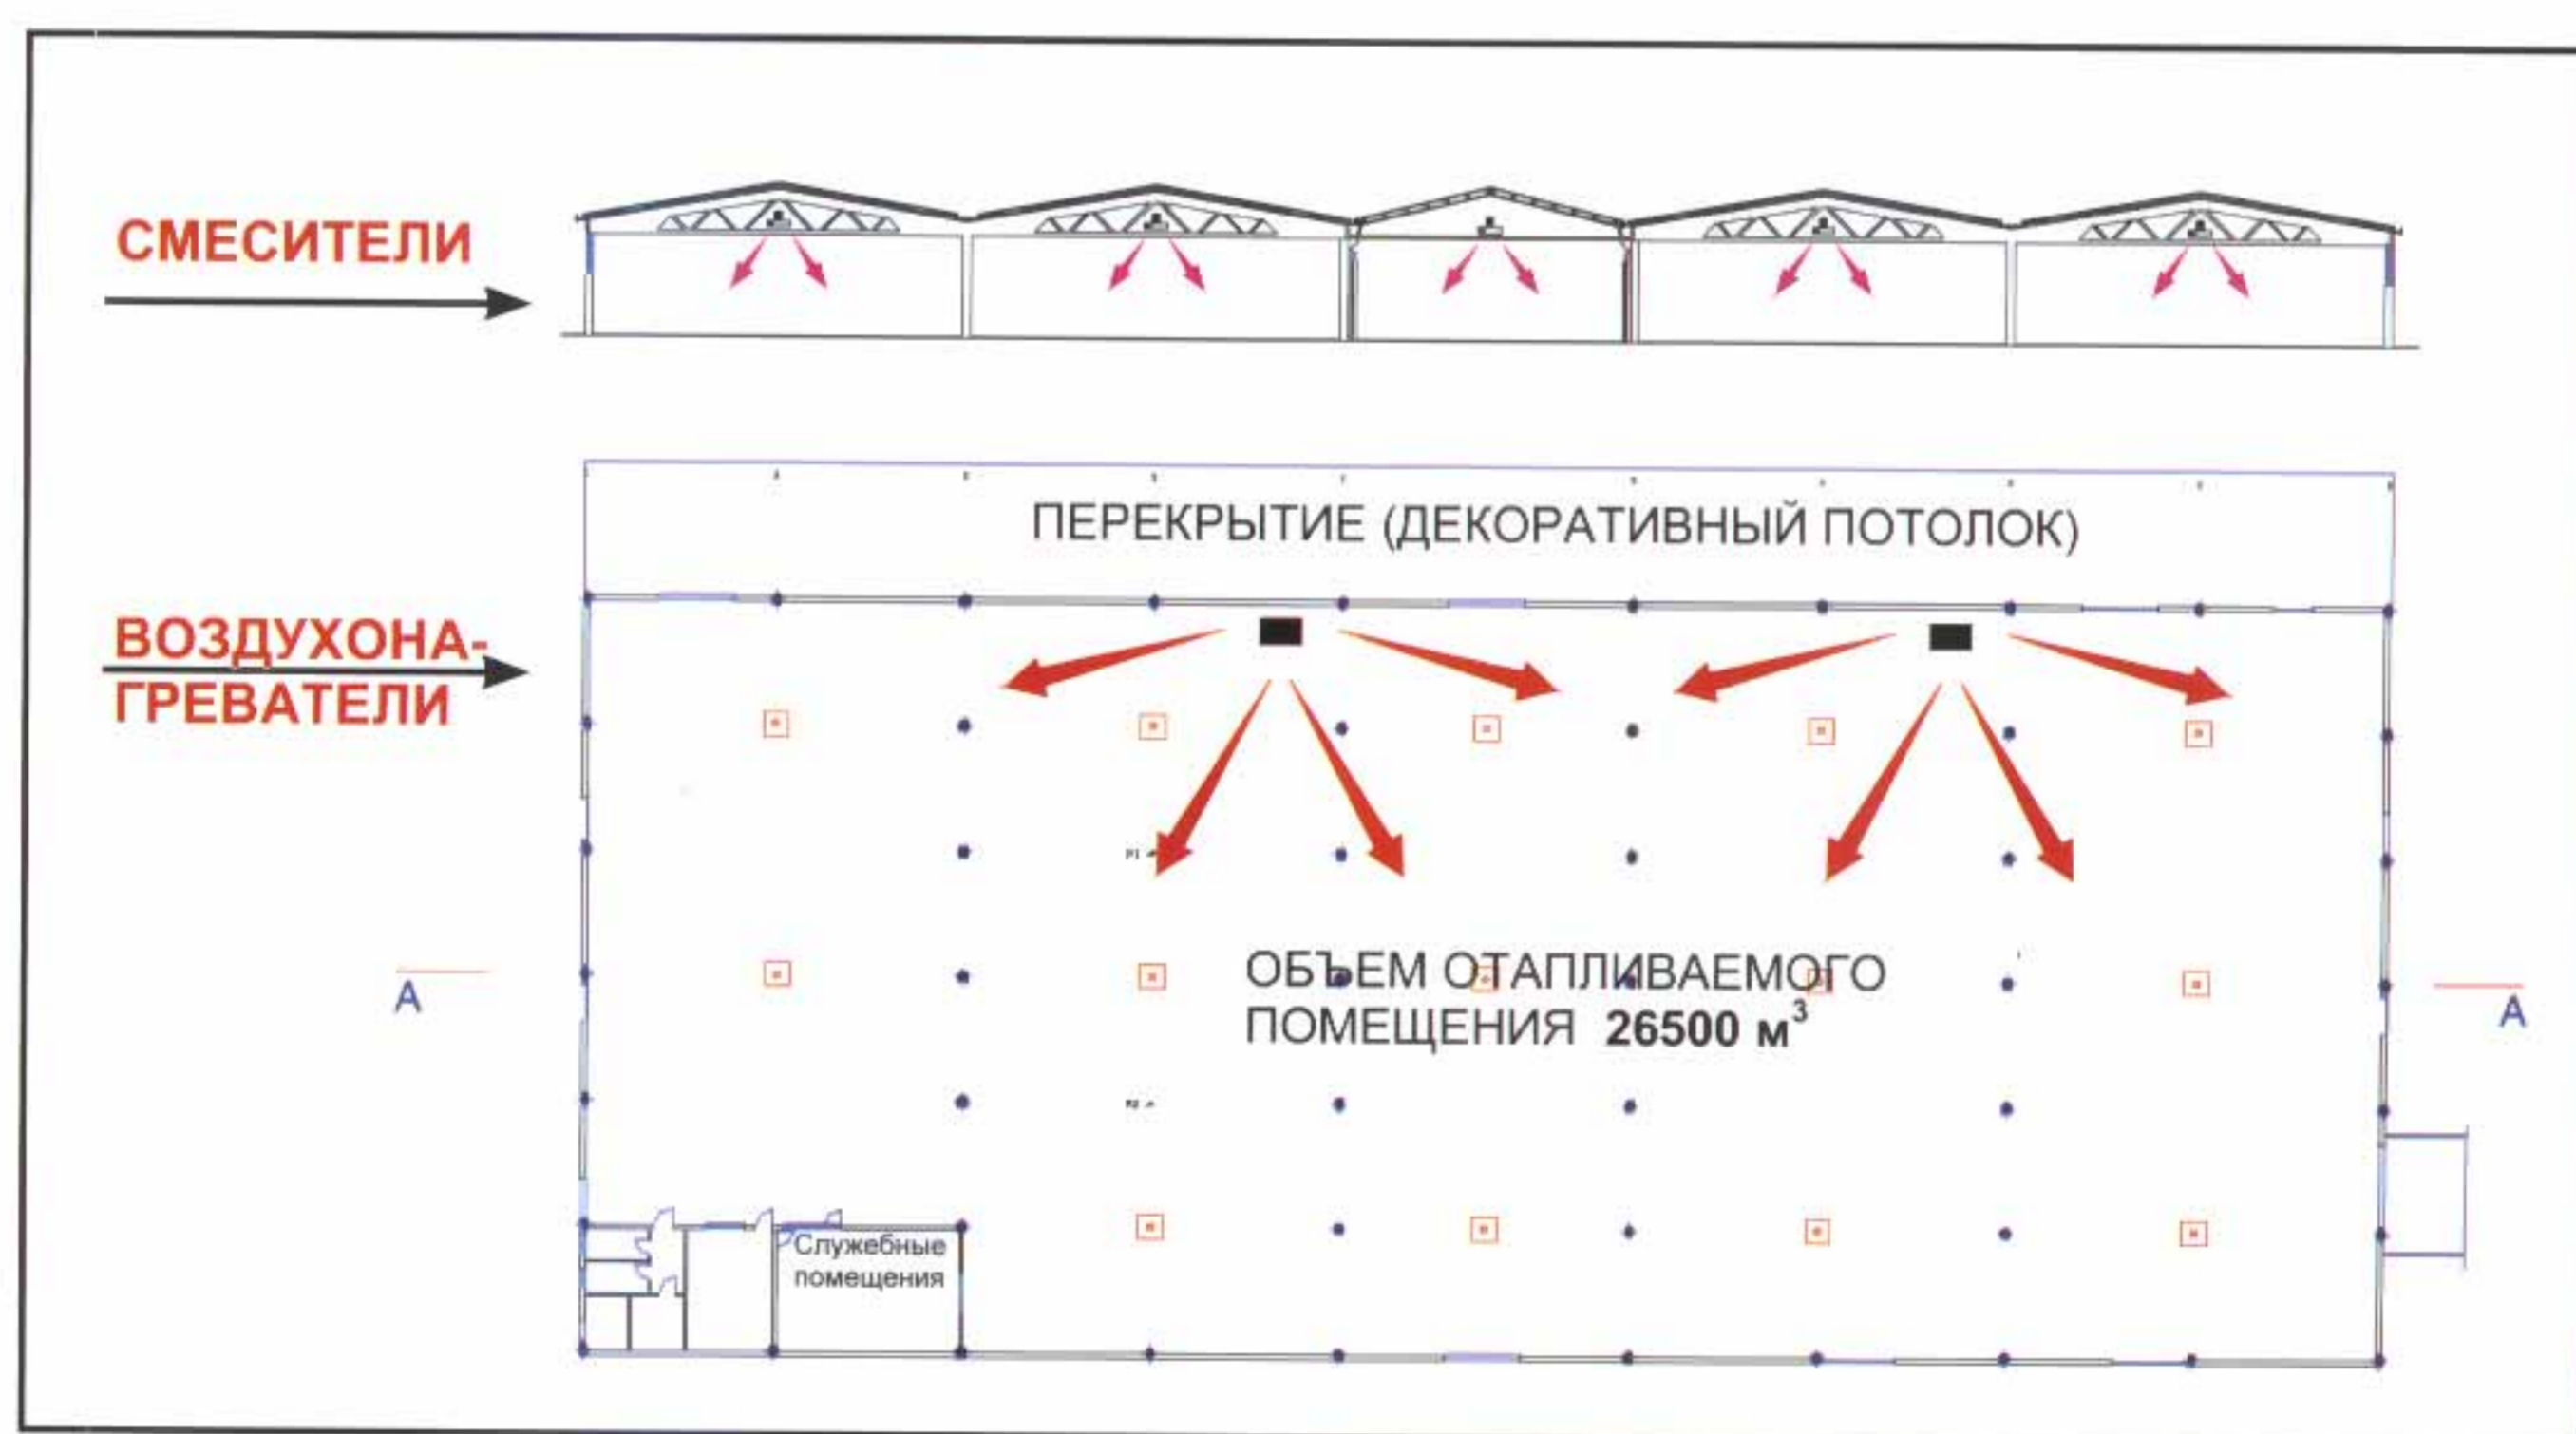 СМЕСИТЕЛИ
ПЕРЕКРЫТИЕ (ДЕКОРАТИВНЫЙ ПОТОЛОК)
ВОЗДУХОНА-
ГРЕВАТЕЛИ
ОБЪЕМ ОТАПЛИВАЕМОГО
ПОМЕЩЕНИЯ 26500 м³
А
А
Служебные
помещения